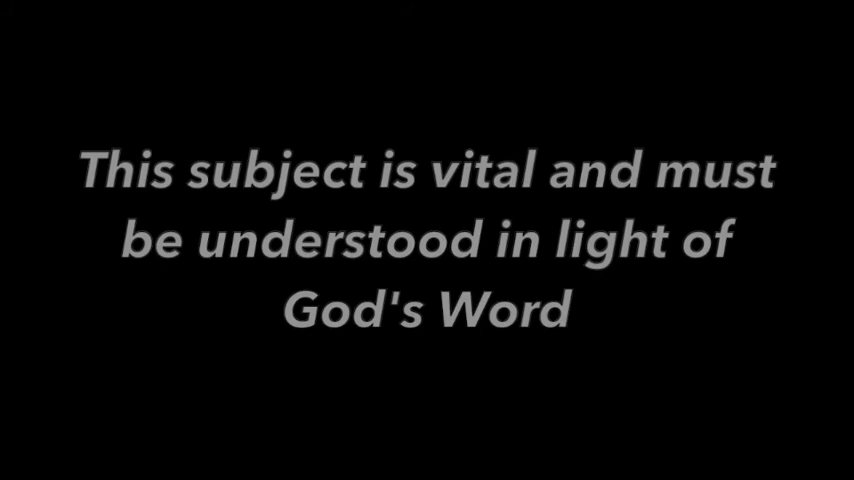 This subject is vital and must
be understood in light of
God's Word